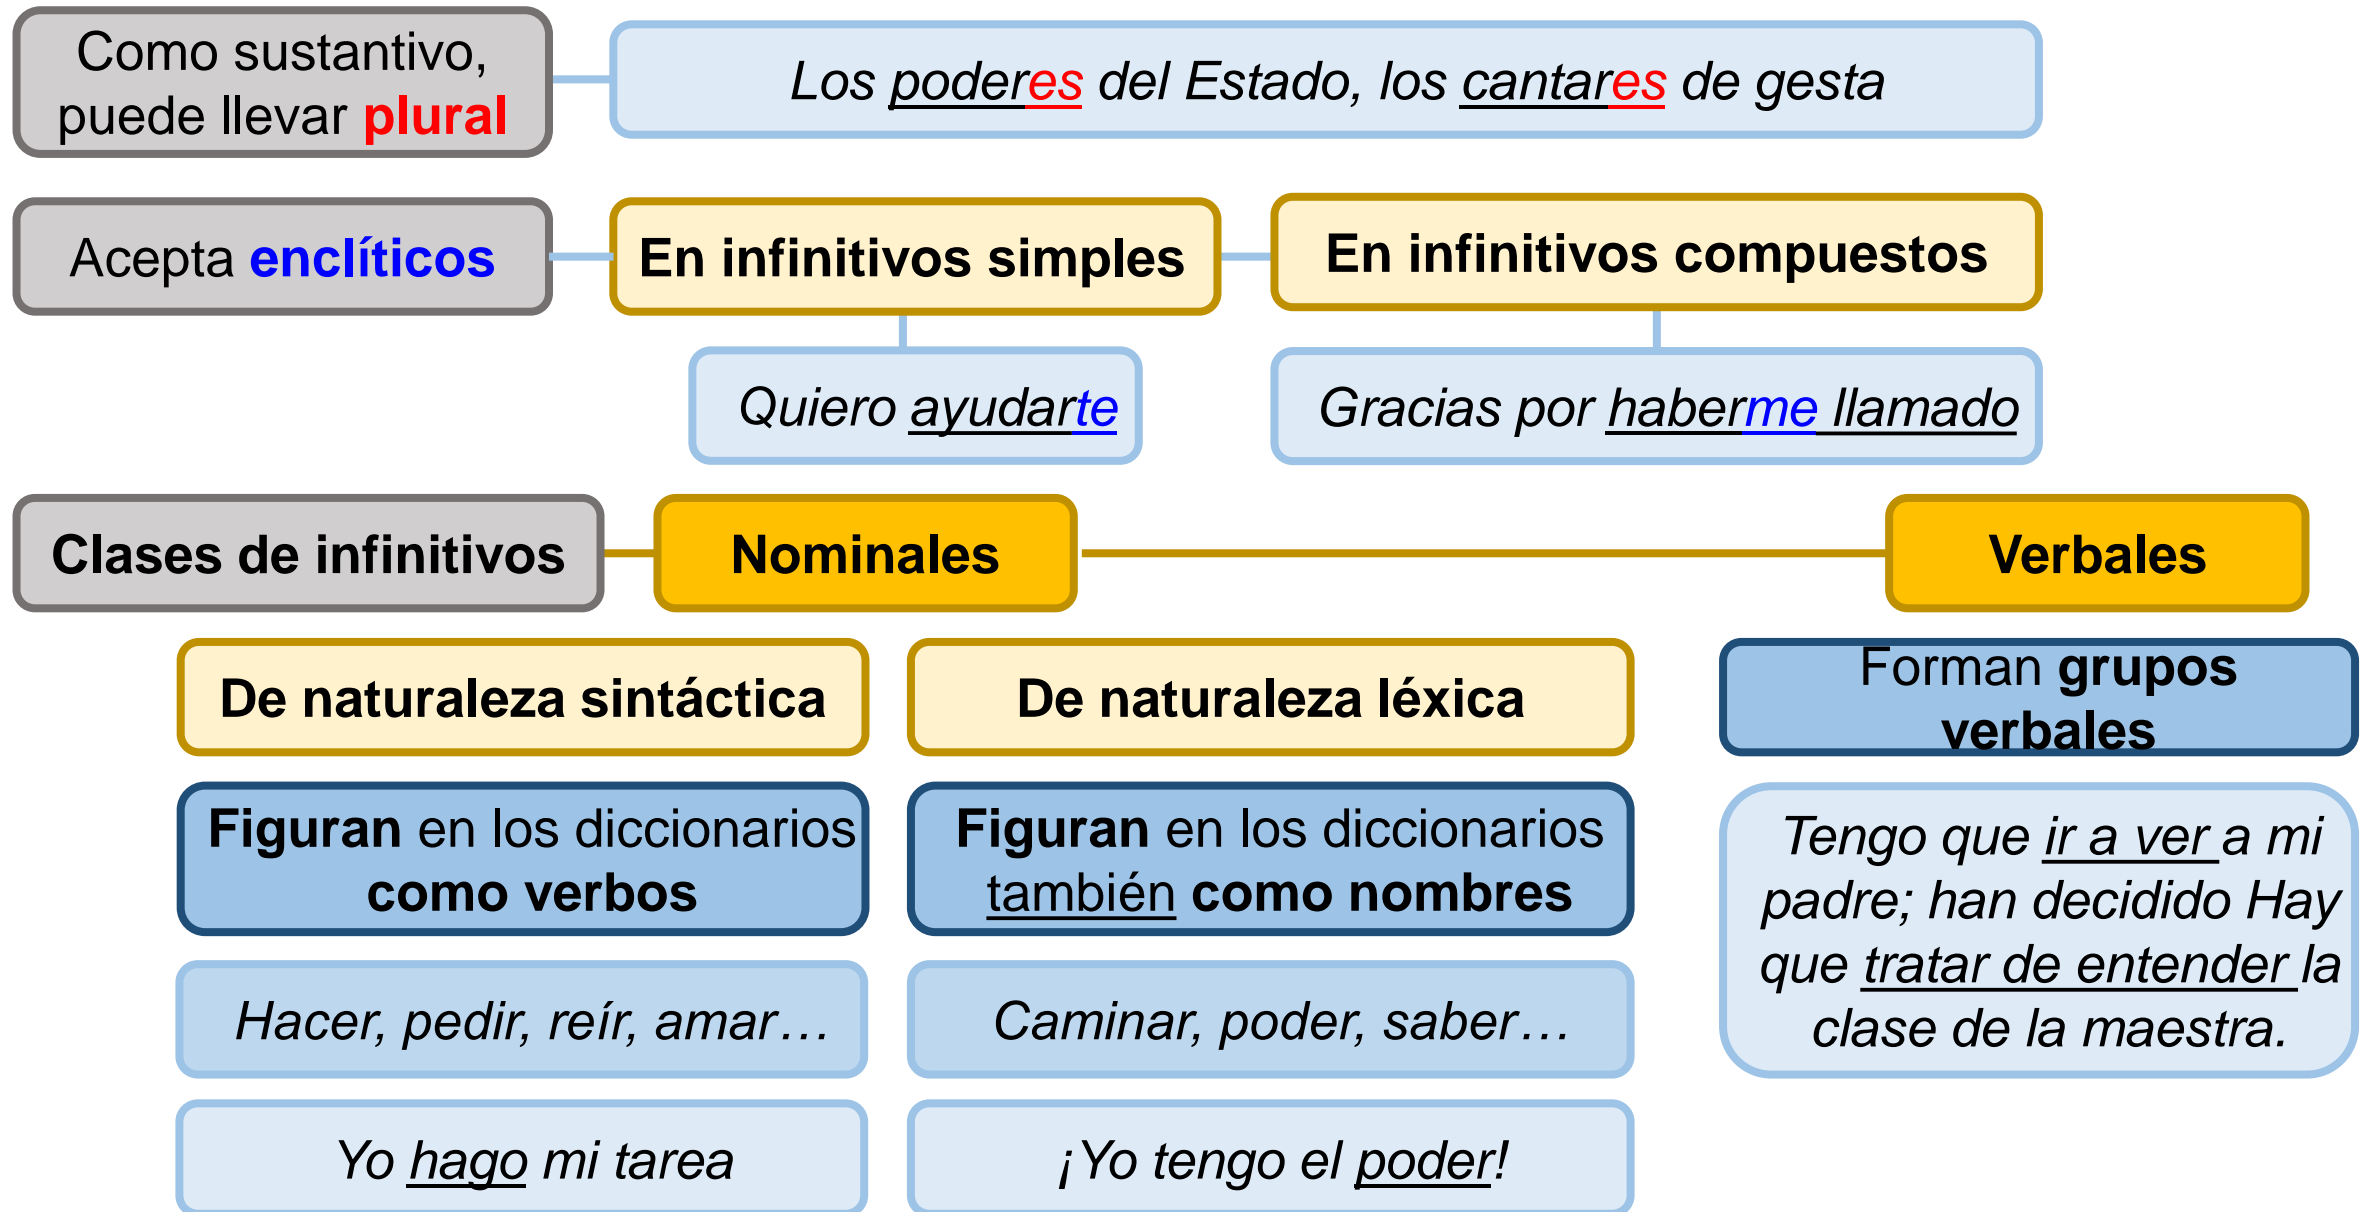 Como sustantivo,
puede llevar plural
Los poderes del Estado, los cantares de gesta
Acepta enclíticos
En infinitivos simples
En infinitivos compuestos
Quiero ayudarte
Gracias por haberme llamado
Clases de infinitivos
Nominales
Verbales
De naturaleza sintáctica
De naturaleza léxica
Forman grupos
verbales
Figuran en los diccionarios
como verbos
Figuran en los diccionarios
también como nombres
Tengo que ir a ver a mi
padre; han decidido Hay
que tratar de entender la
clase de la maestra.
Hacer, pedir, reír, amar…
Caminar, poder, saber…
Yo hago mi tarea
¡Yo tengo el poder!